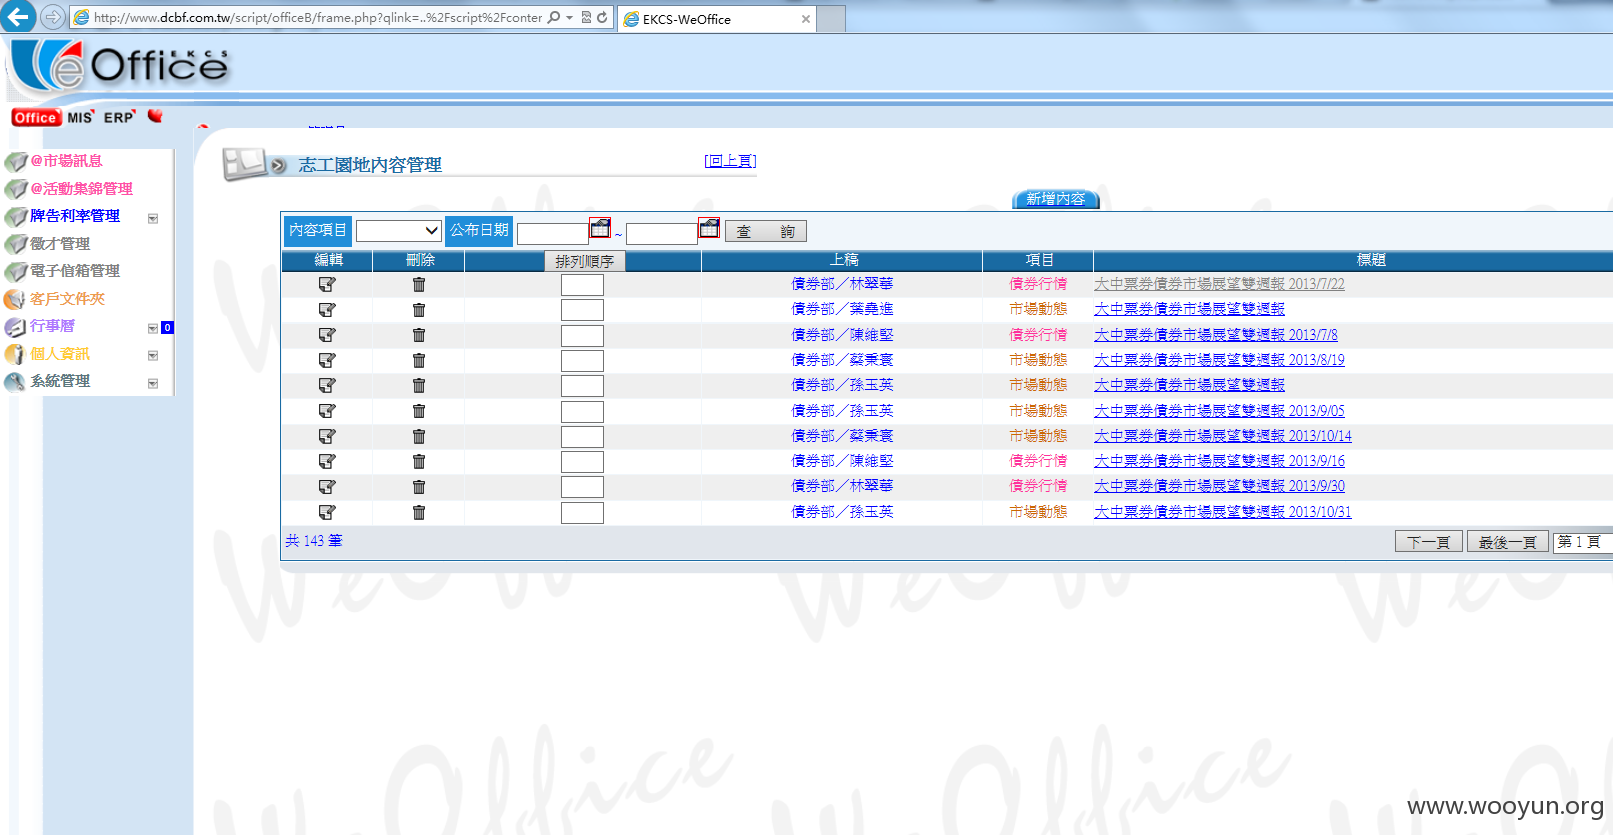 http://www.dcbf.com.tw/script/officeB/frame.php?qlink=..%2Fscript%2Fconter
EKCS-WeOffice
EKCS
We Office
Office MIS ERP
@市場訊息
@活動集錦管理
牌告利率管理
徵才管理
電子信箱管理
客戶文件夾
行事曆 0
個人資訊
系統管理
志工園地內容管理
[回上頁]
新增內容
內容項目 公布日期 ~ 查 詢
編輯 刪除 排列順序 上稿 項目 標題
債券部／林翠華 債券行情 大中票券債券市場展望雙週報 2013/7/22
債券部／葉堯進 市場動態 大中票券債券市場展望雙週報
債券部／陳維堅 債券行情 大中票券債券市場展望雙週報 2013/7/8
債券部／蔡秉寰 市場動態 大中票券債券市場展望雙週報 2013/8/19
債券部／孫玉英 市場動態 大中票券債券市場展望雙週報
債券部／孫玉英 市場動態 大中票券債券市場展望雙週報 2013/9/05
債券部／蔡秉寰 市場動態 大中票券債券市場展望雙週報 2013/10/14
債券部／陳維堅 債券行情 大中票券債券市場展望雙週報 2013/9/16
債券部／林翠華 債券行情 大中票券債券市場展望雙週報 2013/9/30
債券部／孫玉英 市場動態 大中票券債券市場展望雙週報 2013/10/31
共 143 筆
下一頁 最後一頁 第 1 頁
WeOffice WeOffice WeOffice
www.wooyun.org